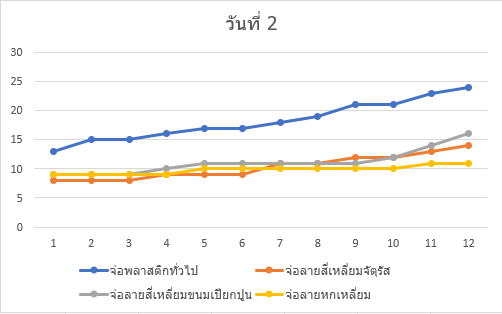 วันที่ 2
30
25
20
15
10
5
0
1 2 3 4 5 6 7 8 9 10 11 12
จ่อพลาสติกทั่วไป จ่อลายสี่เหลี่ยมจัตุรัส
จ่อลายสี่เหลี่ยมขนมเปียกปูน จ่อลายหกเหลี่ยม